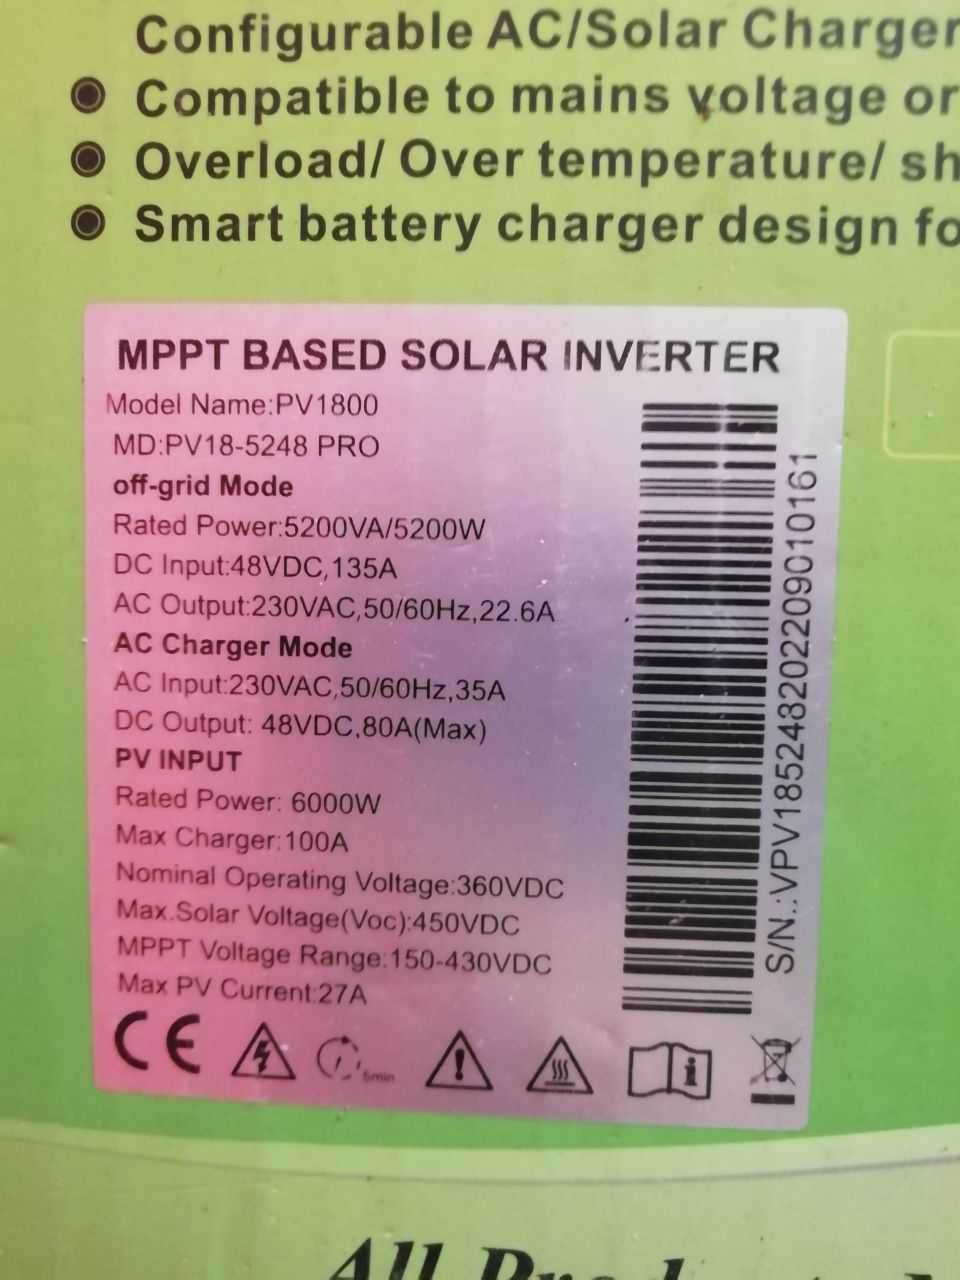 Configurable AC/Solar Charger
Compatible to mains voltage or
Overload/ Over temperature/ sh
Smart battery charger design fo
MPPT BASED SOLAR INVERTER
Model Name:PV1800
MD:PV18-5248 PRO
off-grid Mode
Rated Power:5200VA/5200W
DC Input:48VDC,135A
AC Output:230VAC,50/60Hz,22.6A
AC Charger Mode
AC Input:230VAC,50/60Hz,35A
DC Output: 48VDC,80A(Max)
PV INPUT
Rated Power: 6000W
Max Charger:100A
Nominal Operating Voltage:360VDC
Max.Solar Voltage(Voc):450VDC
MPPT Voltage Range:150-430VDC
Max PV Current:27A
S/N.:VPV18524820220901016​1
CE
5min
All